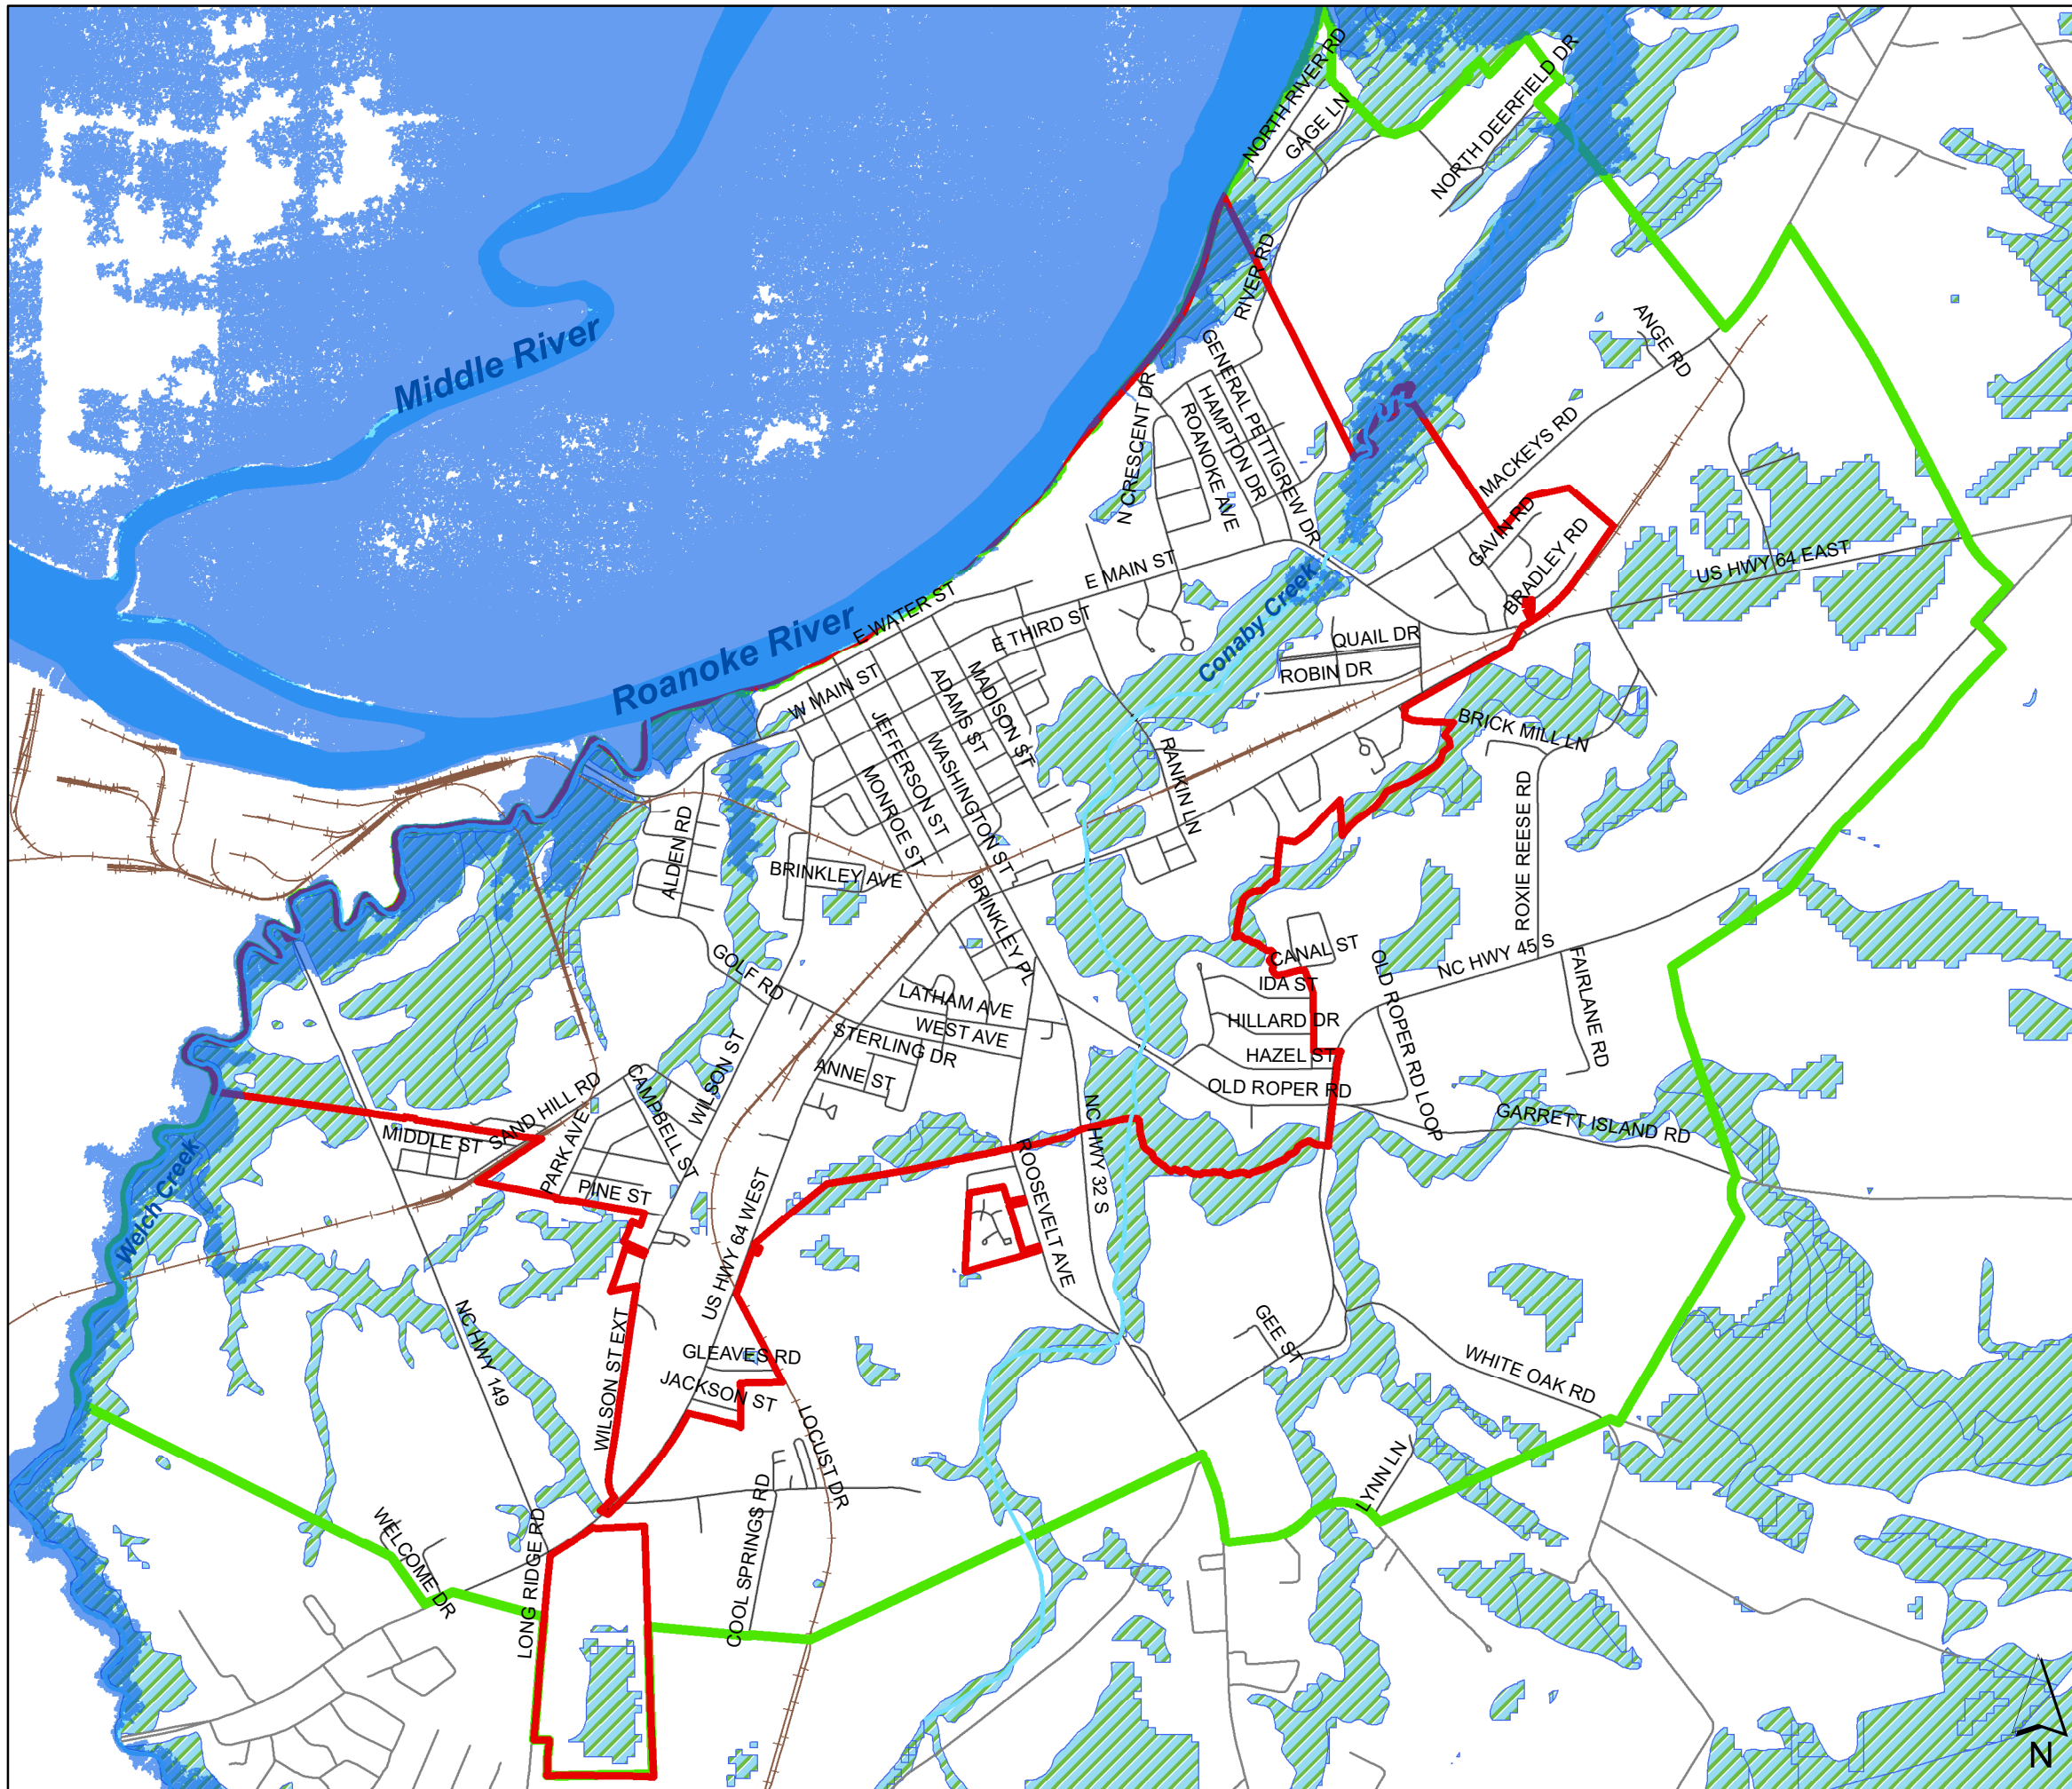 NORTH RIVER RD
GAGE LN
NORTH DEERFIELD DR
RIVER RD
Middle River
ANGE RD
GENERAL PETTIGREW DR
HAMPTON DR
ROANOKE AVE
N CRESCENT DR
MACKEYS RD
GAVIN RD
BRADLEY RD
US HWY 64 EAST
E MAIN ST
Conaby Creek
E WATER ST
Roanoke River
E THIRD ST
QUAIL DR
ROBIN DR
W MAIN ST
MADISON ST
ADAMS ST
JEFFERSON ST
WASHINGTON ST
MONROE ST
RANKIN LN
BRICK MILL LN
ROXIE REESE RD
ALDEN RD
BRINKLEY AVE
BRINKLEY PL
GOLF RD
CANAL ST
IDA ST
HILLARD DR
HAZEL ST
OLD ROPER RD
OLD ROPER RD LOOP
NC HWY 45 S
FAIRLANE RD
LATHAM AVE
WEST AVE
STERLING DR
ANNE ST
WILSON ST
CAMPBELL ST
SAND HILL RD
MIDDLE ST
PARK AVE
PINE ST
Welch Creek
GARRETT ISLAND RD
NC HWY 32 S
ROOSEVELT AVE
US HWY 64 WEST
NC HWY 149
WILSON ST EXT
GLEAVES RD
JACKSON ST
LOCUST DR
GEE ST
WHITE OAK RD
LYNN LN
WELCOME DR
LONG RIDGE RD
COOL SPRINGS RD
N